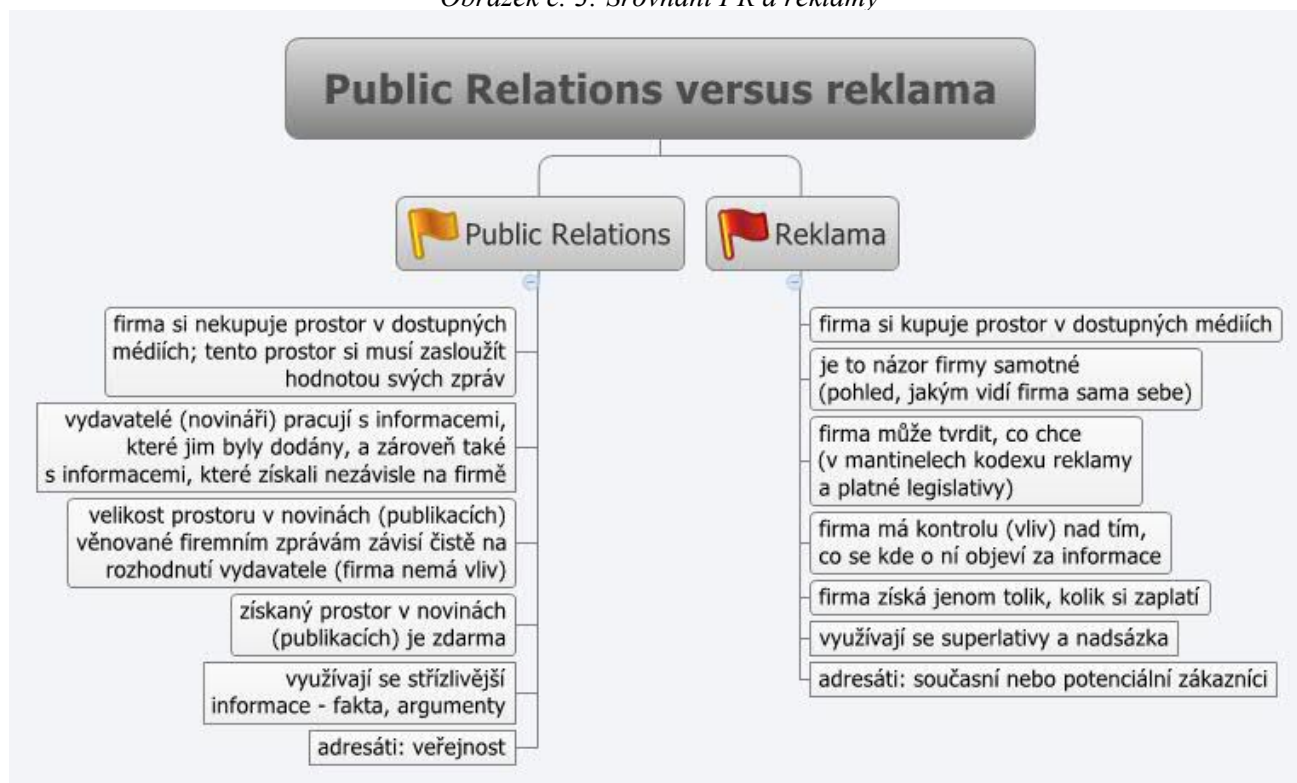 Obrázek č. 3: Srovnání PR a reklamy
Public Relations versus reklama
Public Relations
firma si nekupuje prostor v dostupných
médiích; tento prostor si musí zasloužít
hodnotou svých zpráv
vydavatelé (novináři) pracují s informacemi,
které jim byly dodány, a zároveň také
s informacemi, které získali nezávisle na firmě
velikost prostoru v novinách (publikacích)
věnované firemním zprávám závisí čistě na
rozhodnutí vydavatele (firma nemá vliv)
získaný prostor v novinách
(publikacích) je zdarma
využívají se střízlivější
informace - fakta, argumenty
adresáti: veřejnost
Reklama
firma si kupuje prostor v dostupných médiích
je to názor firmy samotné
(pohled, jakým vidí firma sama sebe)
firma může tvrdit, co chce
(v mantinelech kodexu reklamy
a platné legislativy)
firma má kontrolu (vliv) nad tím,
co se kde o ní objeví za informace
firma získá jenom tolik, kolik si zaplatí
využívají se superlativy a nadsázka
adresáti: současní nebo potenciální zákazníci